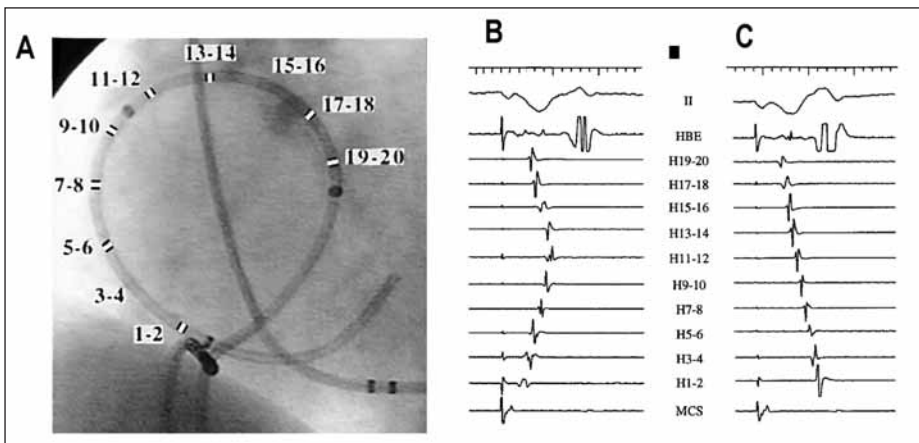 A
13-14
15-16
11-12
17-18
9-10
19-20
7-8
5-6
3-4
1-2
B
C
II
HBE
H19-20
H17-18
H15-16
H13-14
H11-12
H9-10
H7-8
H5-6
H3-4
H1-2
MCS